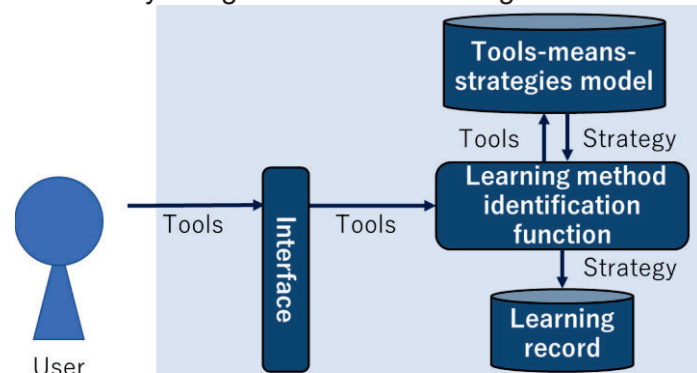 Tools-means-
strategies model
Tools
Strategy
Learning method
identification
function
Tools
Interface
Tools
Strategy
Learning
record
User